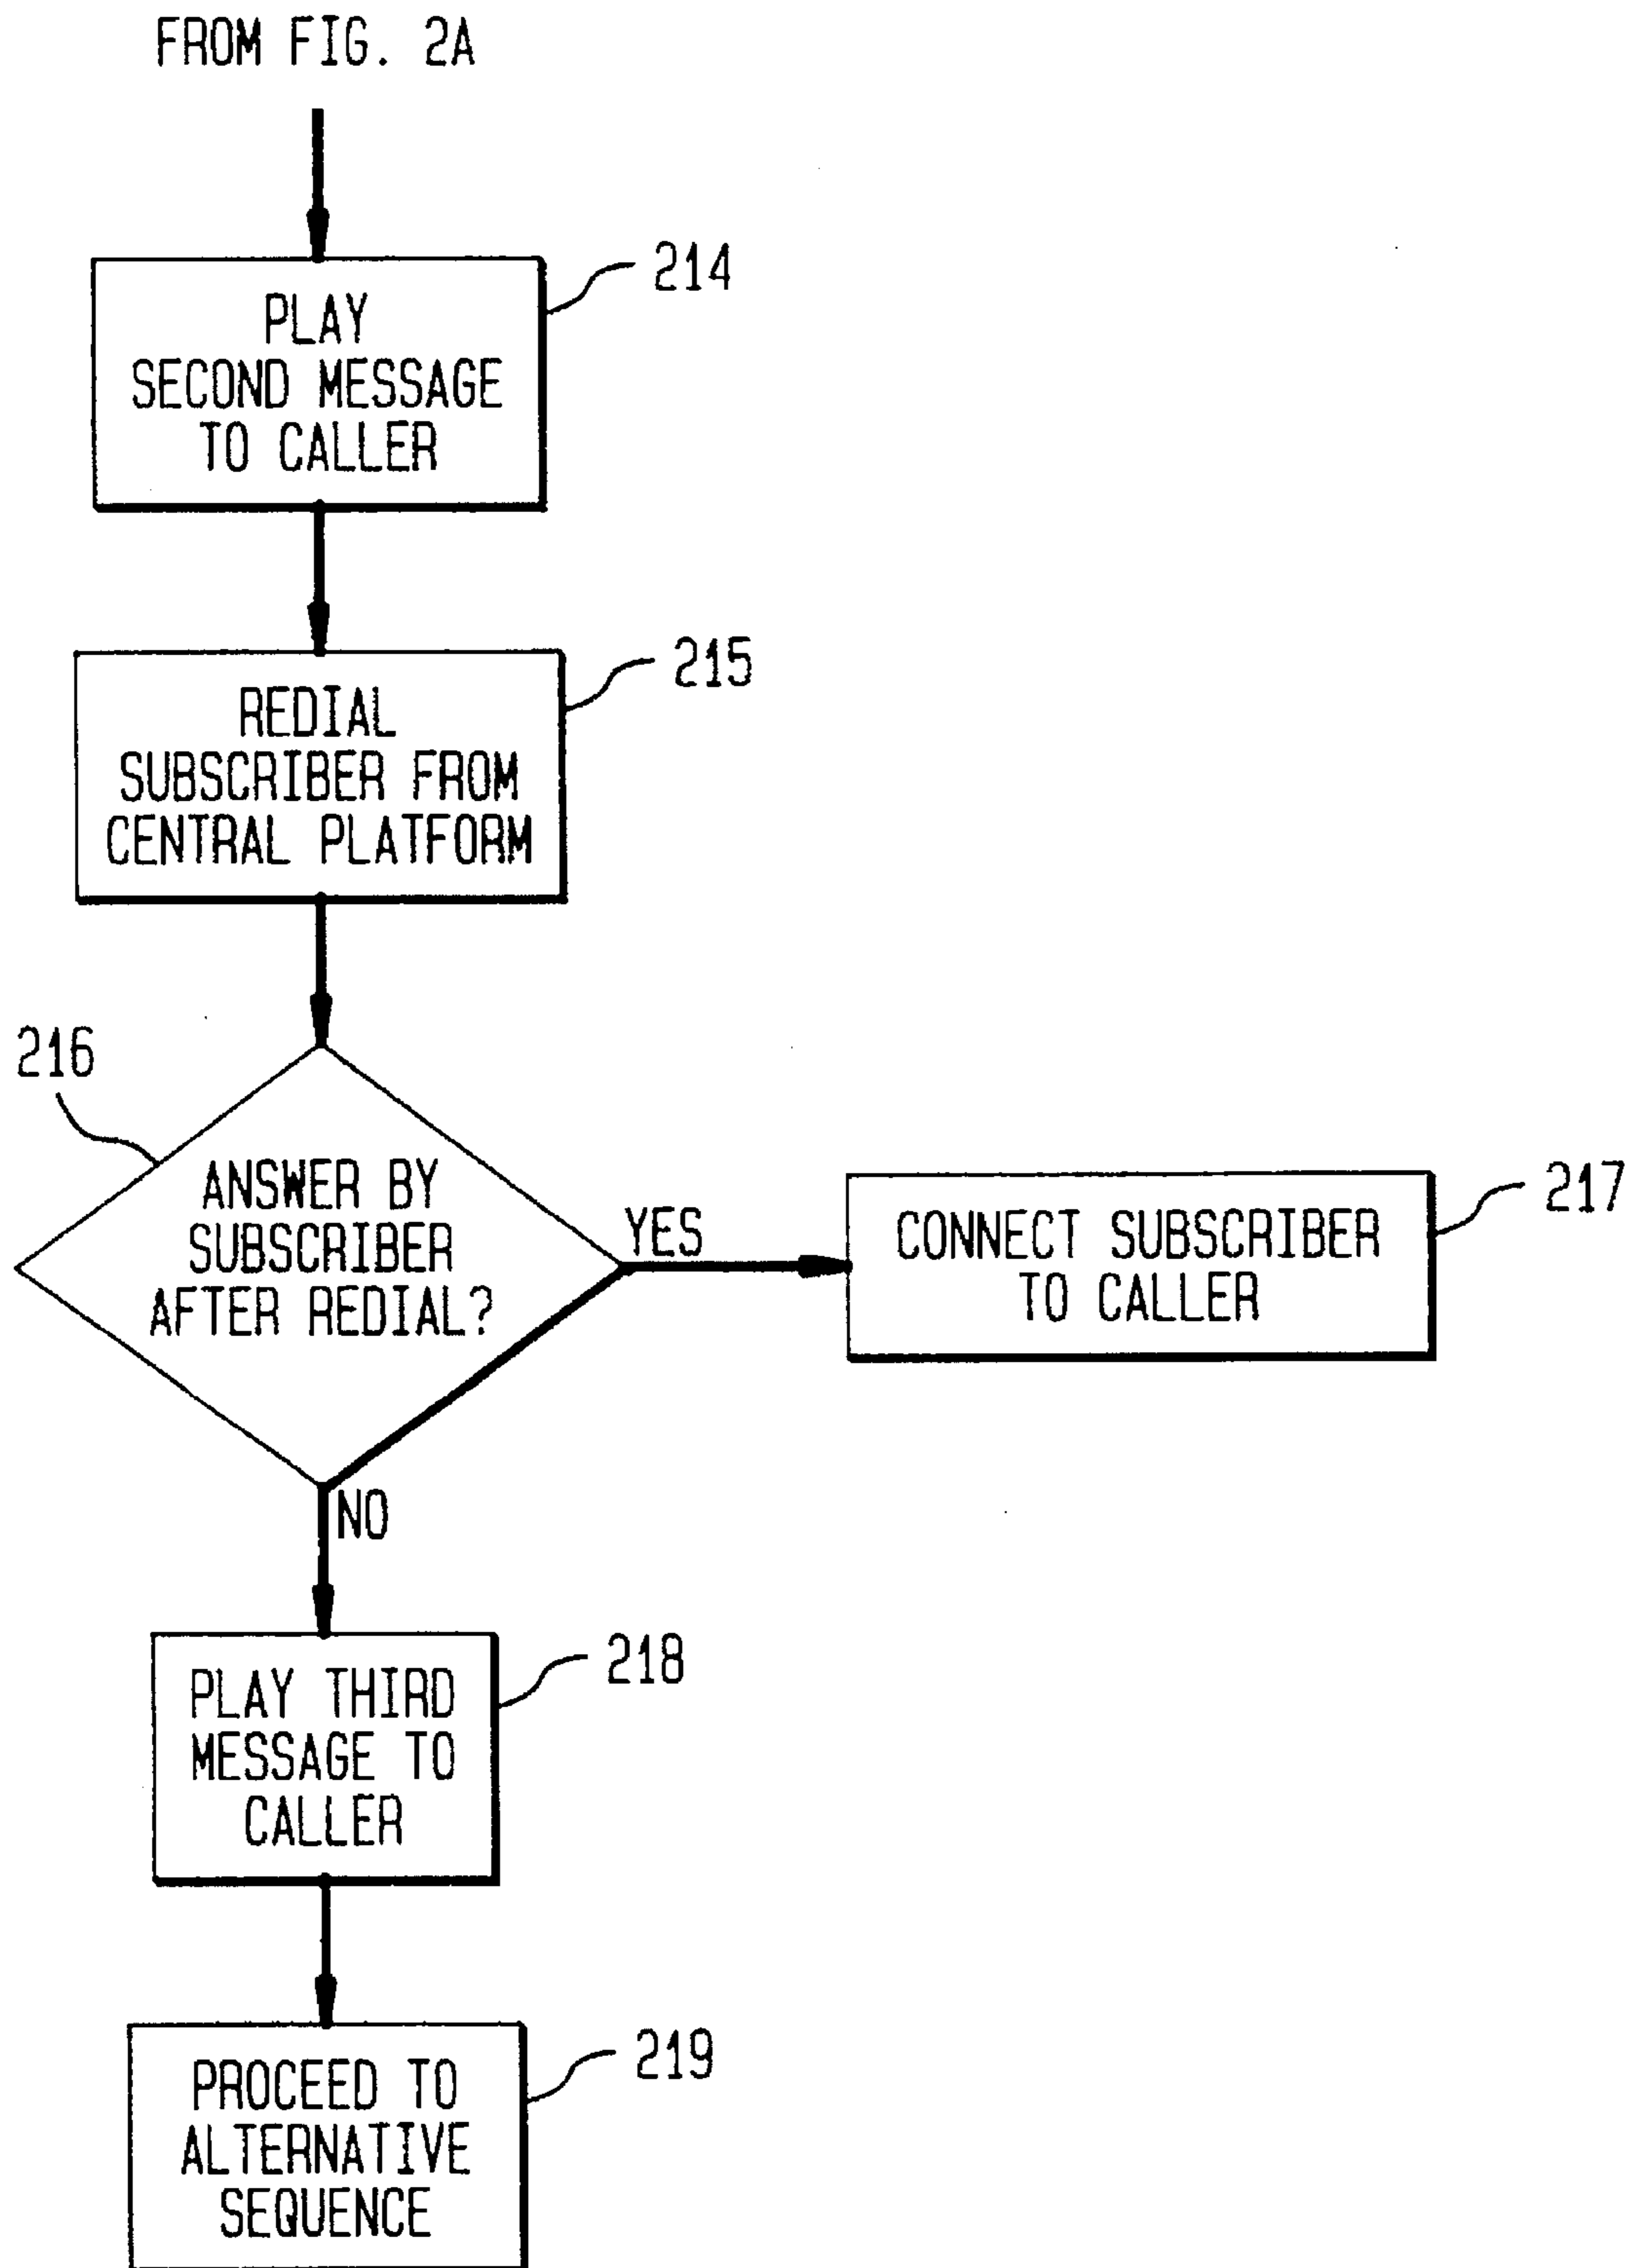 FROM FIG. 2A
214
PLAY
SECOND MESSAGE
TO CALLER
215
REDIAL
SUBSCRIBER FROM
CENTRAL PLATFORM
216
ANSWER BY
SUBSCRIBER
AFTER REDIAL?
YES
217
CONNECT SUBSCRIBER
TO CALLER
NO
218
PLAY THIRD
MESSAGE TO
CALLER
219
PROCEED TO
ALTERNATIVE
SEQUENCE